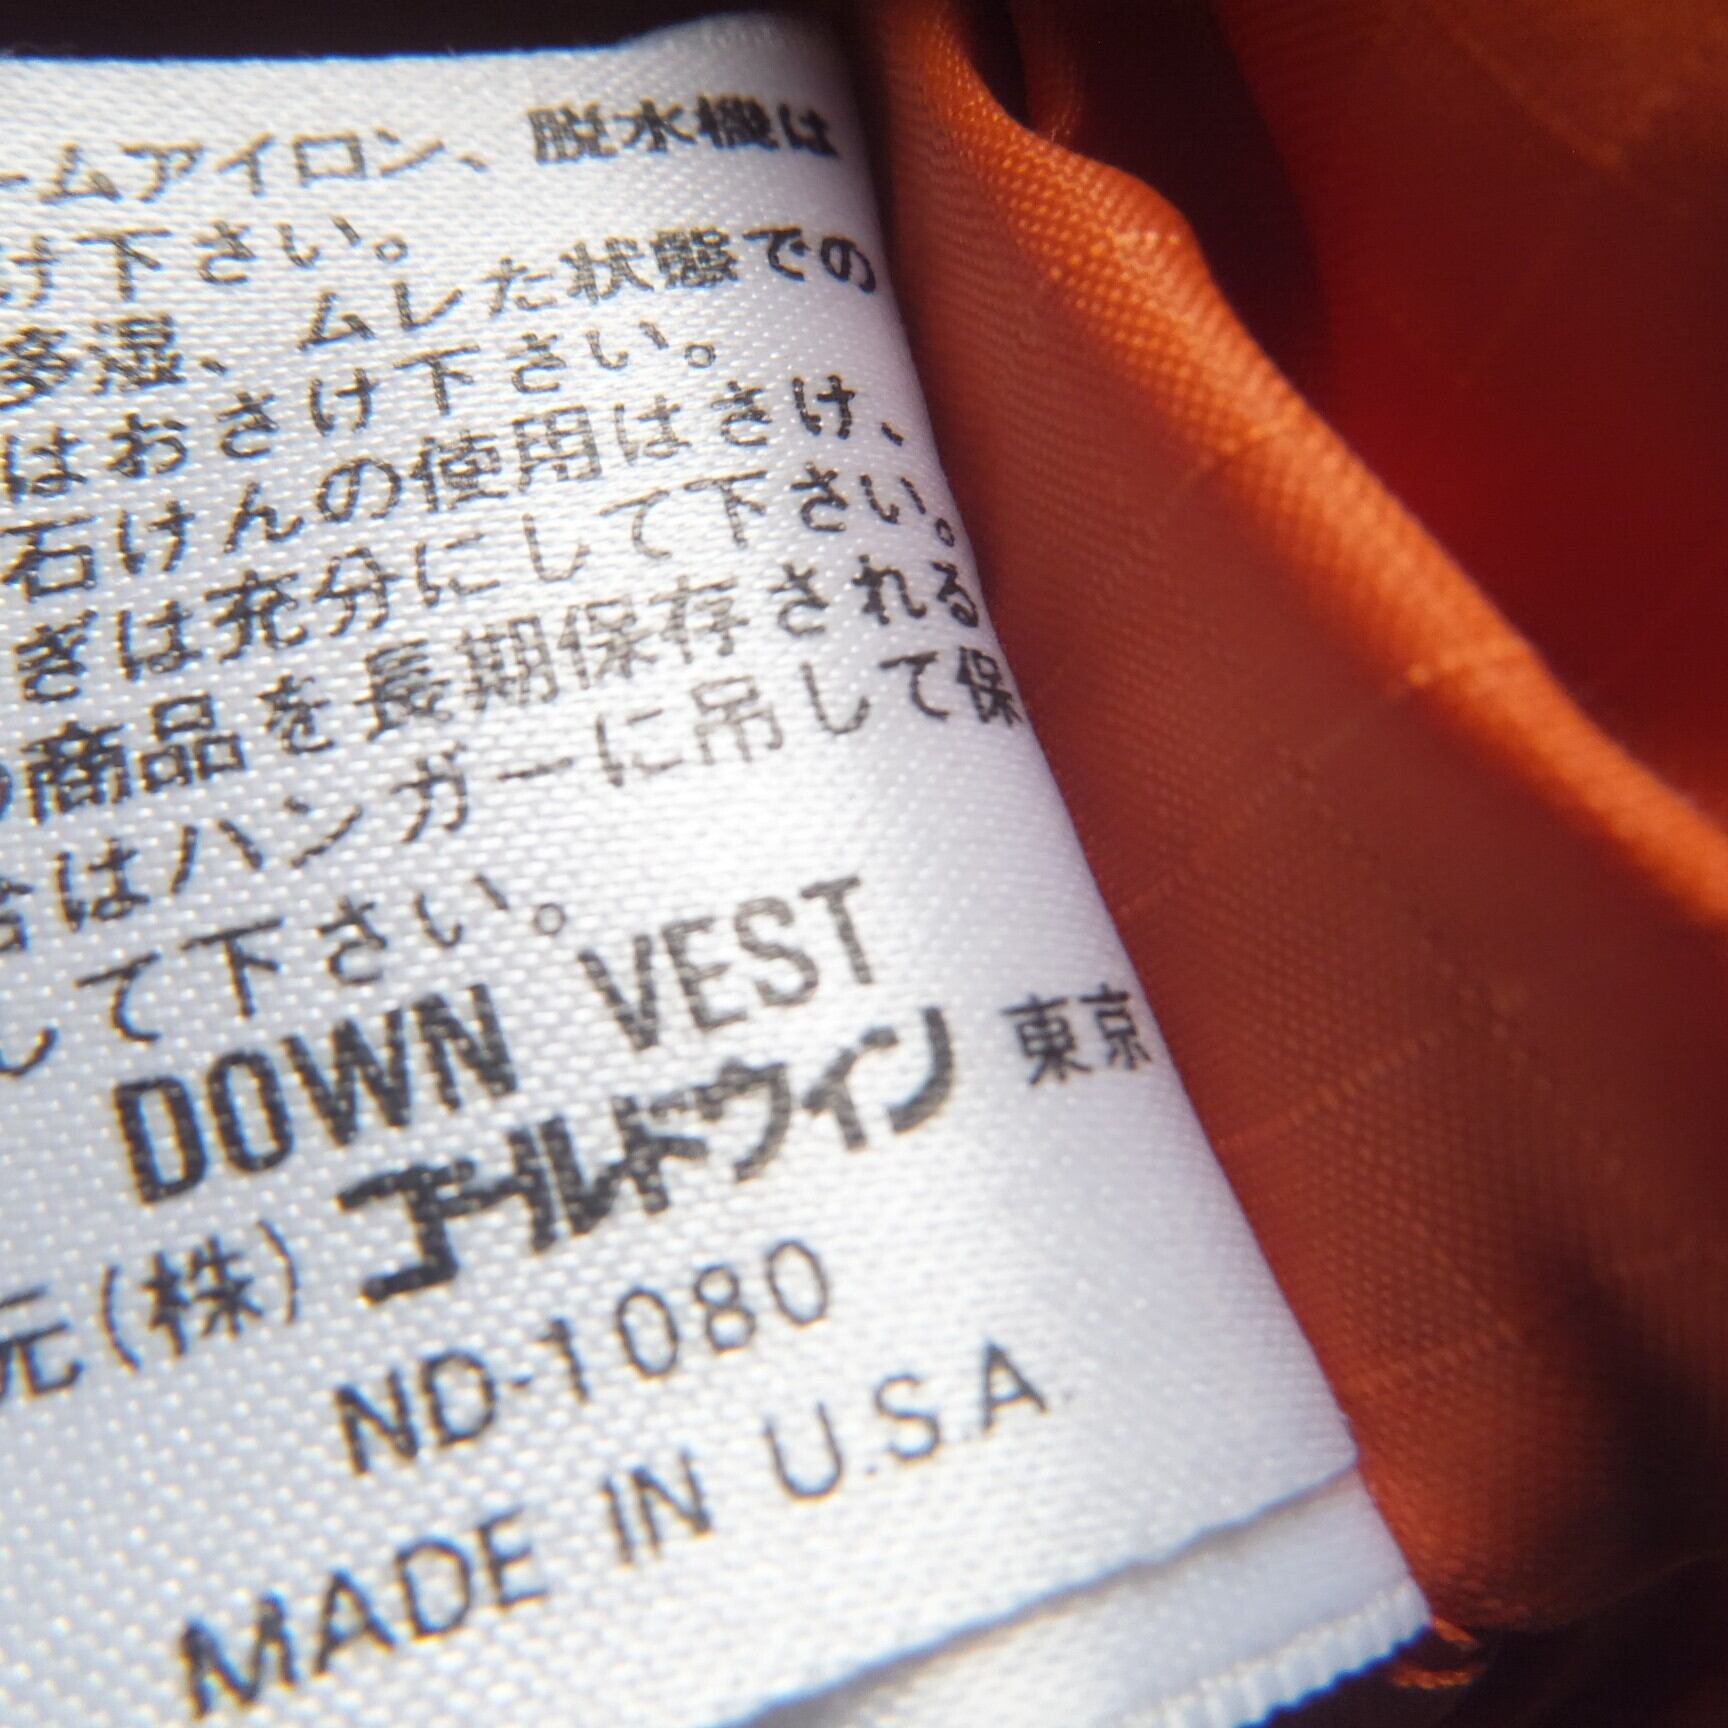 ームアイロン、脱水機は
け下さい。
多湿、ムレた状態での
はおさけ下さい。
石けんの使用はさけ、
ぎは充分にして下さい。
商品を長期保存される
はハンガーに吊して保
して下さい。
DOWN VEST
元(株)ゴールドウィン 東京
ND-1080
MADE IN U.S.A.